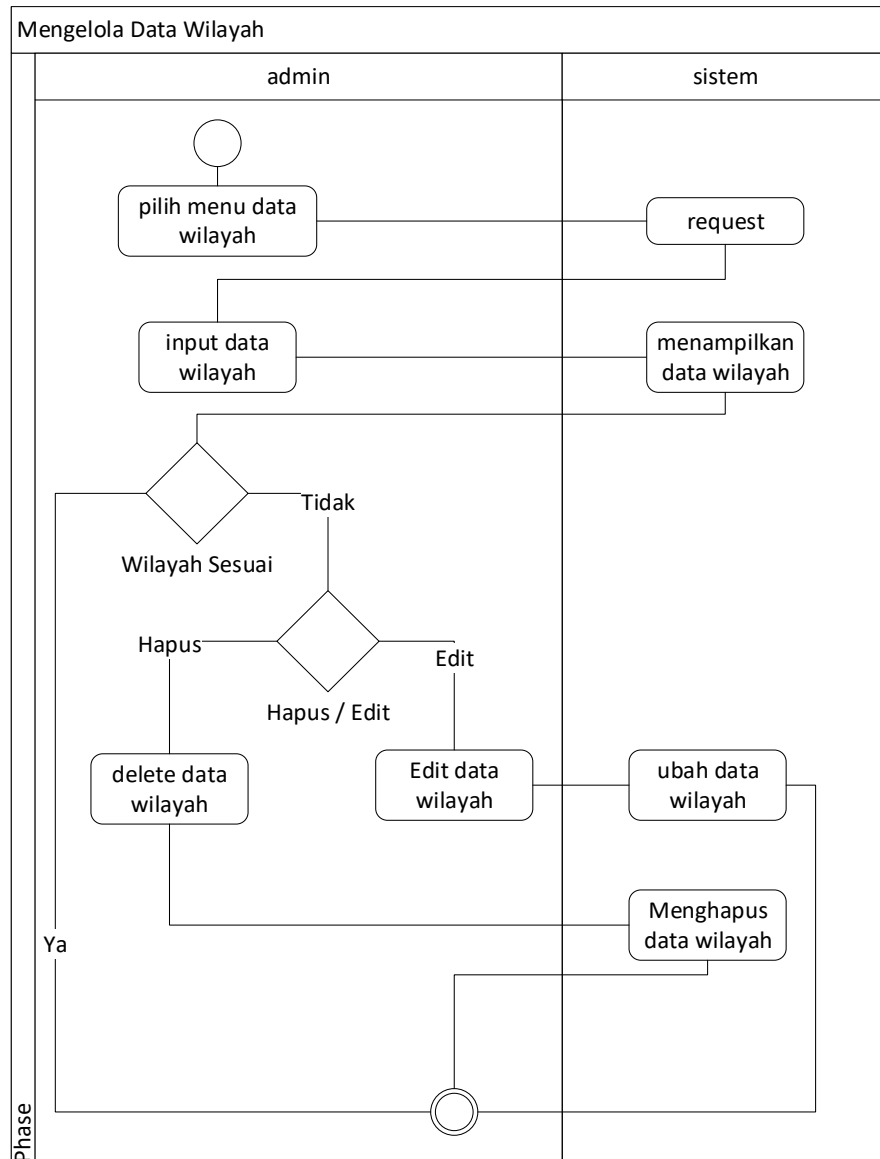 Mengelola Data Wilayah
admin
sistem
pilih menu data
wilayah
request
input data
wilayah
menampilkan
data wilayah
Tidak
Wilayah Sesuai
Hapus
Edit
Hapus / Edit
delete data
wilayah
Edit data
wilayah
ubah data
wilayah
Menghapus
data wilayah
Ya
Phase